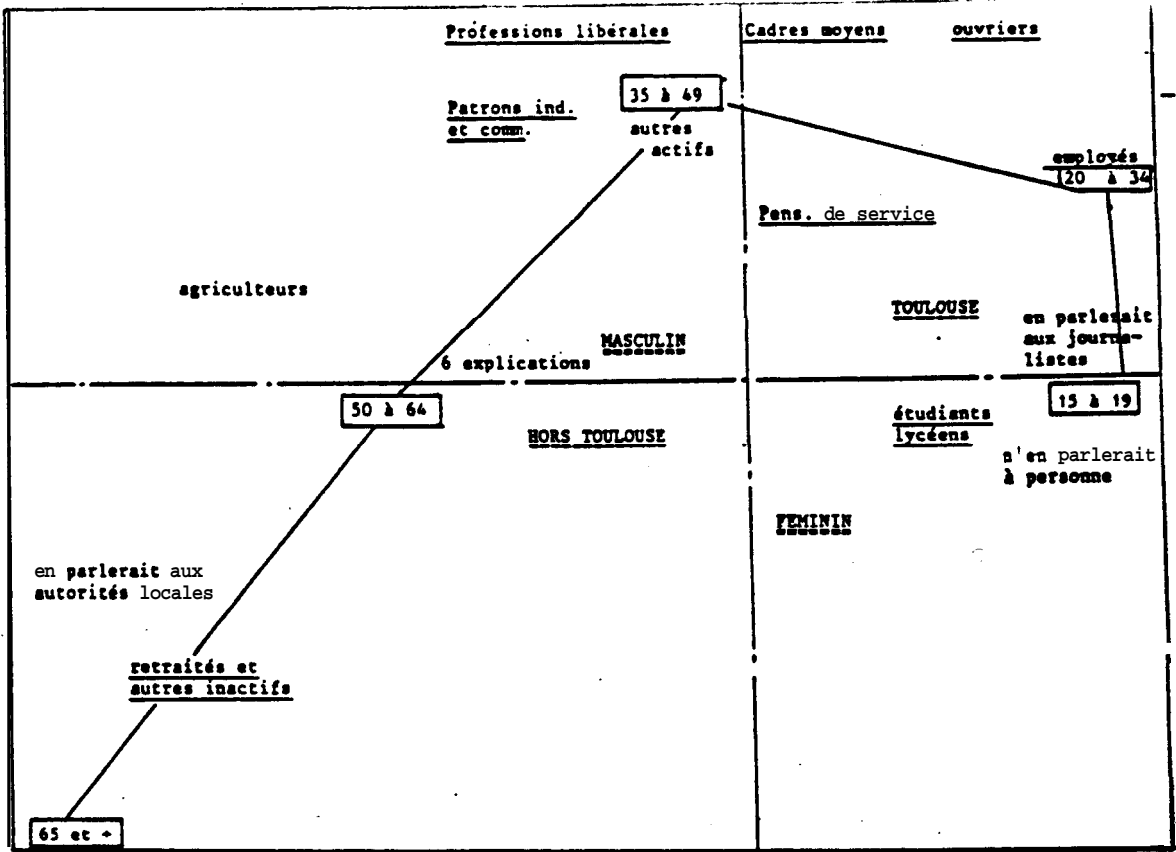 Professions libérales
Cadres moyens
ouvriers
35 à 49
Patrons ind.
et comm.
autres
actifs
employés
20 à 34
Pens. de service
agriculteurs
TOULOUSE
en parlerait
aux journa-
listes
MASCULIN
6 explications
50 à 64
15 à 19
HORS TOULOUSE
étudiants
lycéens
n'en parlerait
à personne
FEMININ
en parlerait aux
autorités locales
retraités et
autres inactifs
65 et +